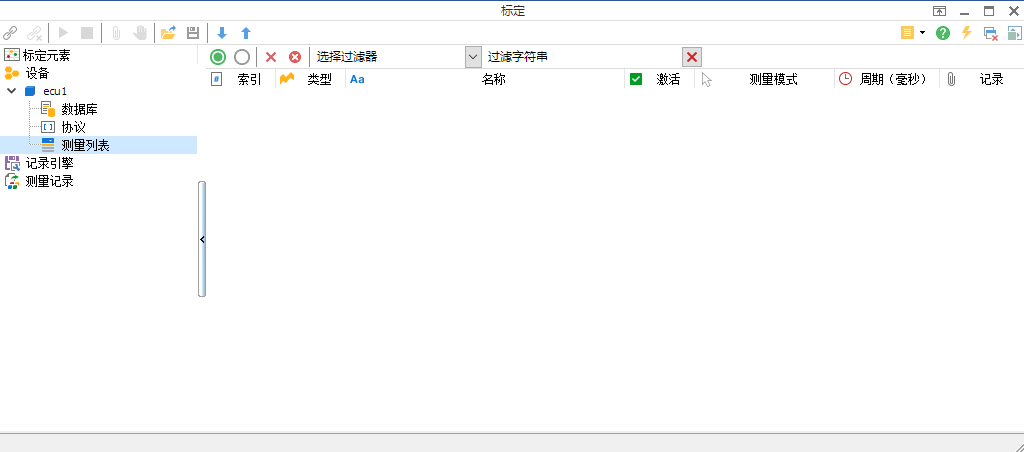 标定
标定元素
设备
ecu1
数据库
协议
测量列表
记录引擎
测量记录
选择过滤器 过滤字符串
# 索引 类型 Aa 名称 激活 测量模式 周期（毫秒） 记录